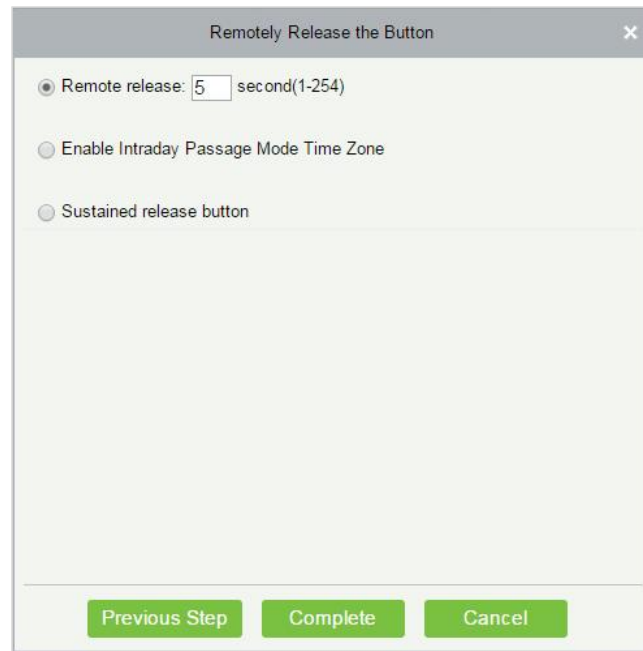 Remotely Release the Button ×
Remote release: 5 second(1-254)
Enable Intraday Passage Mode Time Zone
Sustained release button
Previous Step Complete Cancel